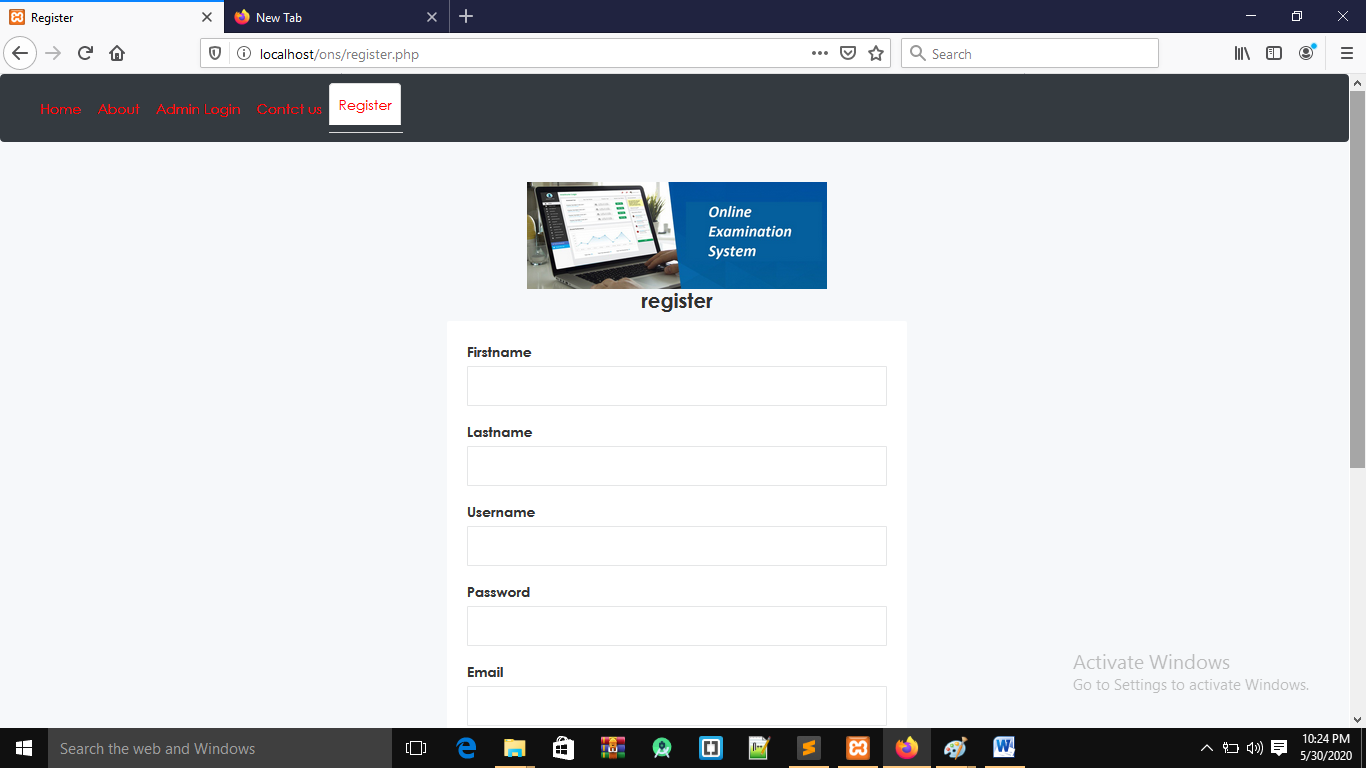 Register
New Tab
localhost/ons/register.php
Search
Home
About
Admin Login
Contct us
Register
Online
Examination
System
register
Firstname
Lastname
Username
Password
Email
Activate Windows
Go to Settings to activate Windows.
Search the web and Windows
10:24 PM
5/30/2020